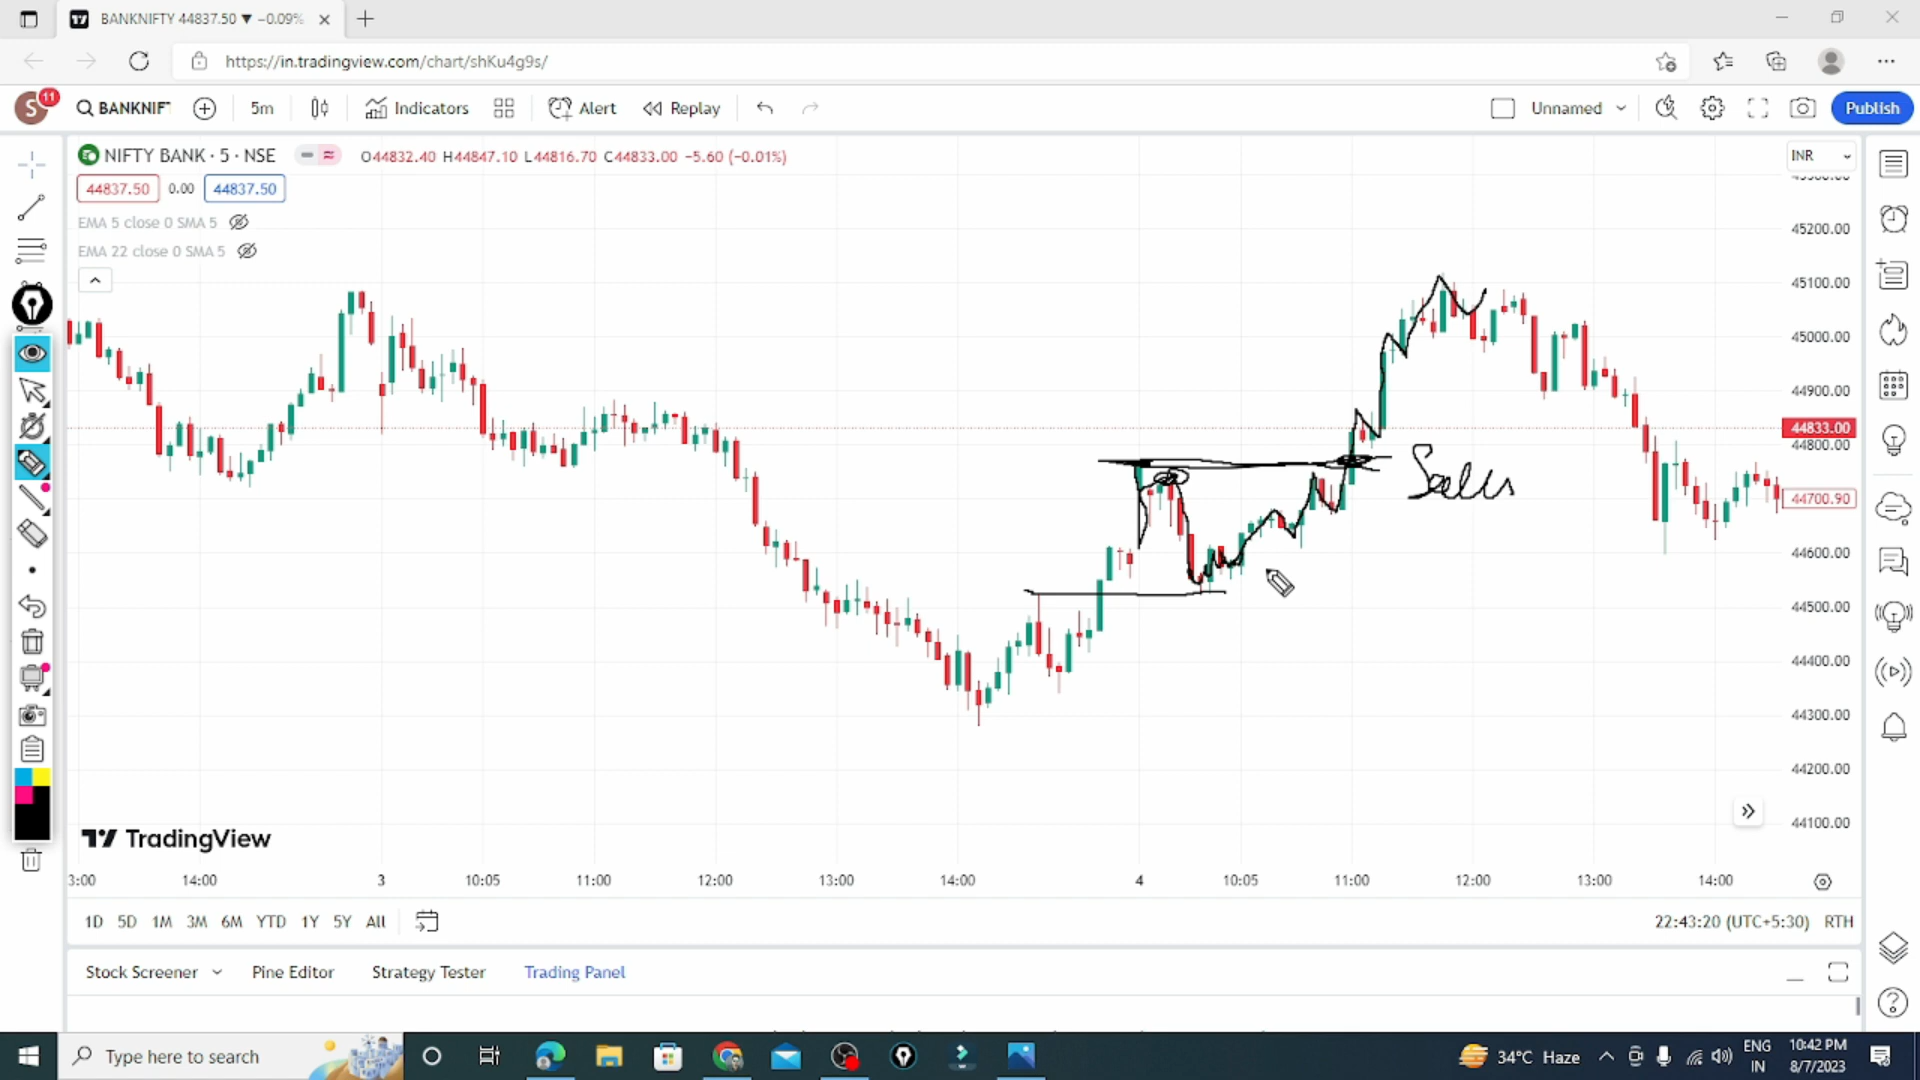 BANKNIFTY 44837.50 ▼ −0.09%
https://in.tradingview.com/chart/shKu4g9s/
S 11
BANKNIF
5m
Indicators
Alert
Replay
Unnamed
Publish
NIFTY BANK · 5 · NSE
O44832.40 H44847.10 L44816.70 C44833.00 −5.60 (−0.01%)
INR
44837.50 0.00 44837.50
EMA 5 close 0 SMA 5
EMA 22 close 0 SMA 5
45200.00
45100.00
45000.00
44900.00
44833.00
44800.00
44700.90
44600.00
44500.00
44400.00
44300.00
44200.00
44100.00
TradingView
3:00 14:00 3 10:05 11:00 12:00 13:00 14:00 4 10:05 11:00 12:00 13:00 14:00
1D 5D 1M 3M 6M YTD 1Y 5Y All
22:43:20 (UTC+5:30) RTH
Stock Screener Pine Editor Strategy Tester Trading Panel
Type here to search
34°C Haze
ENG
IN
10:42 PM
8/7/2023